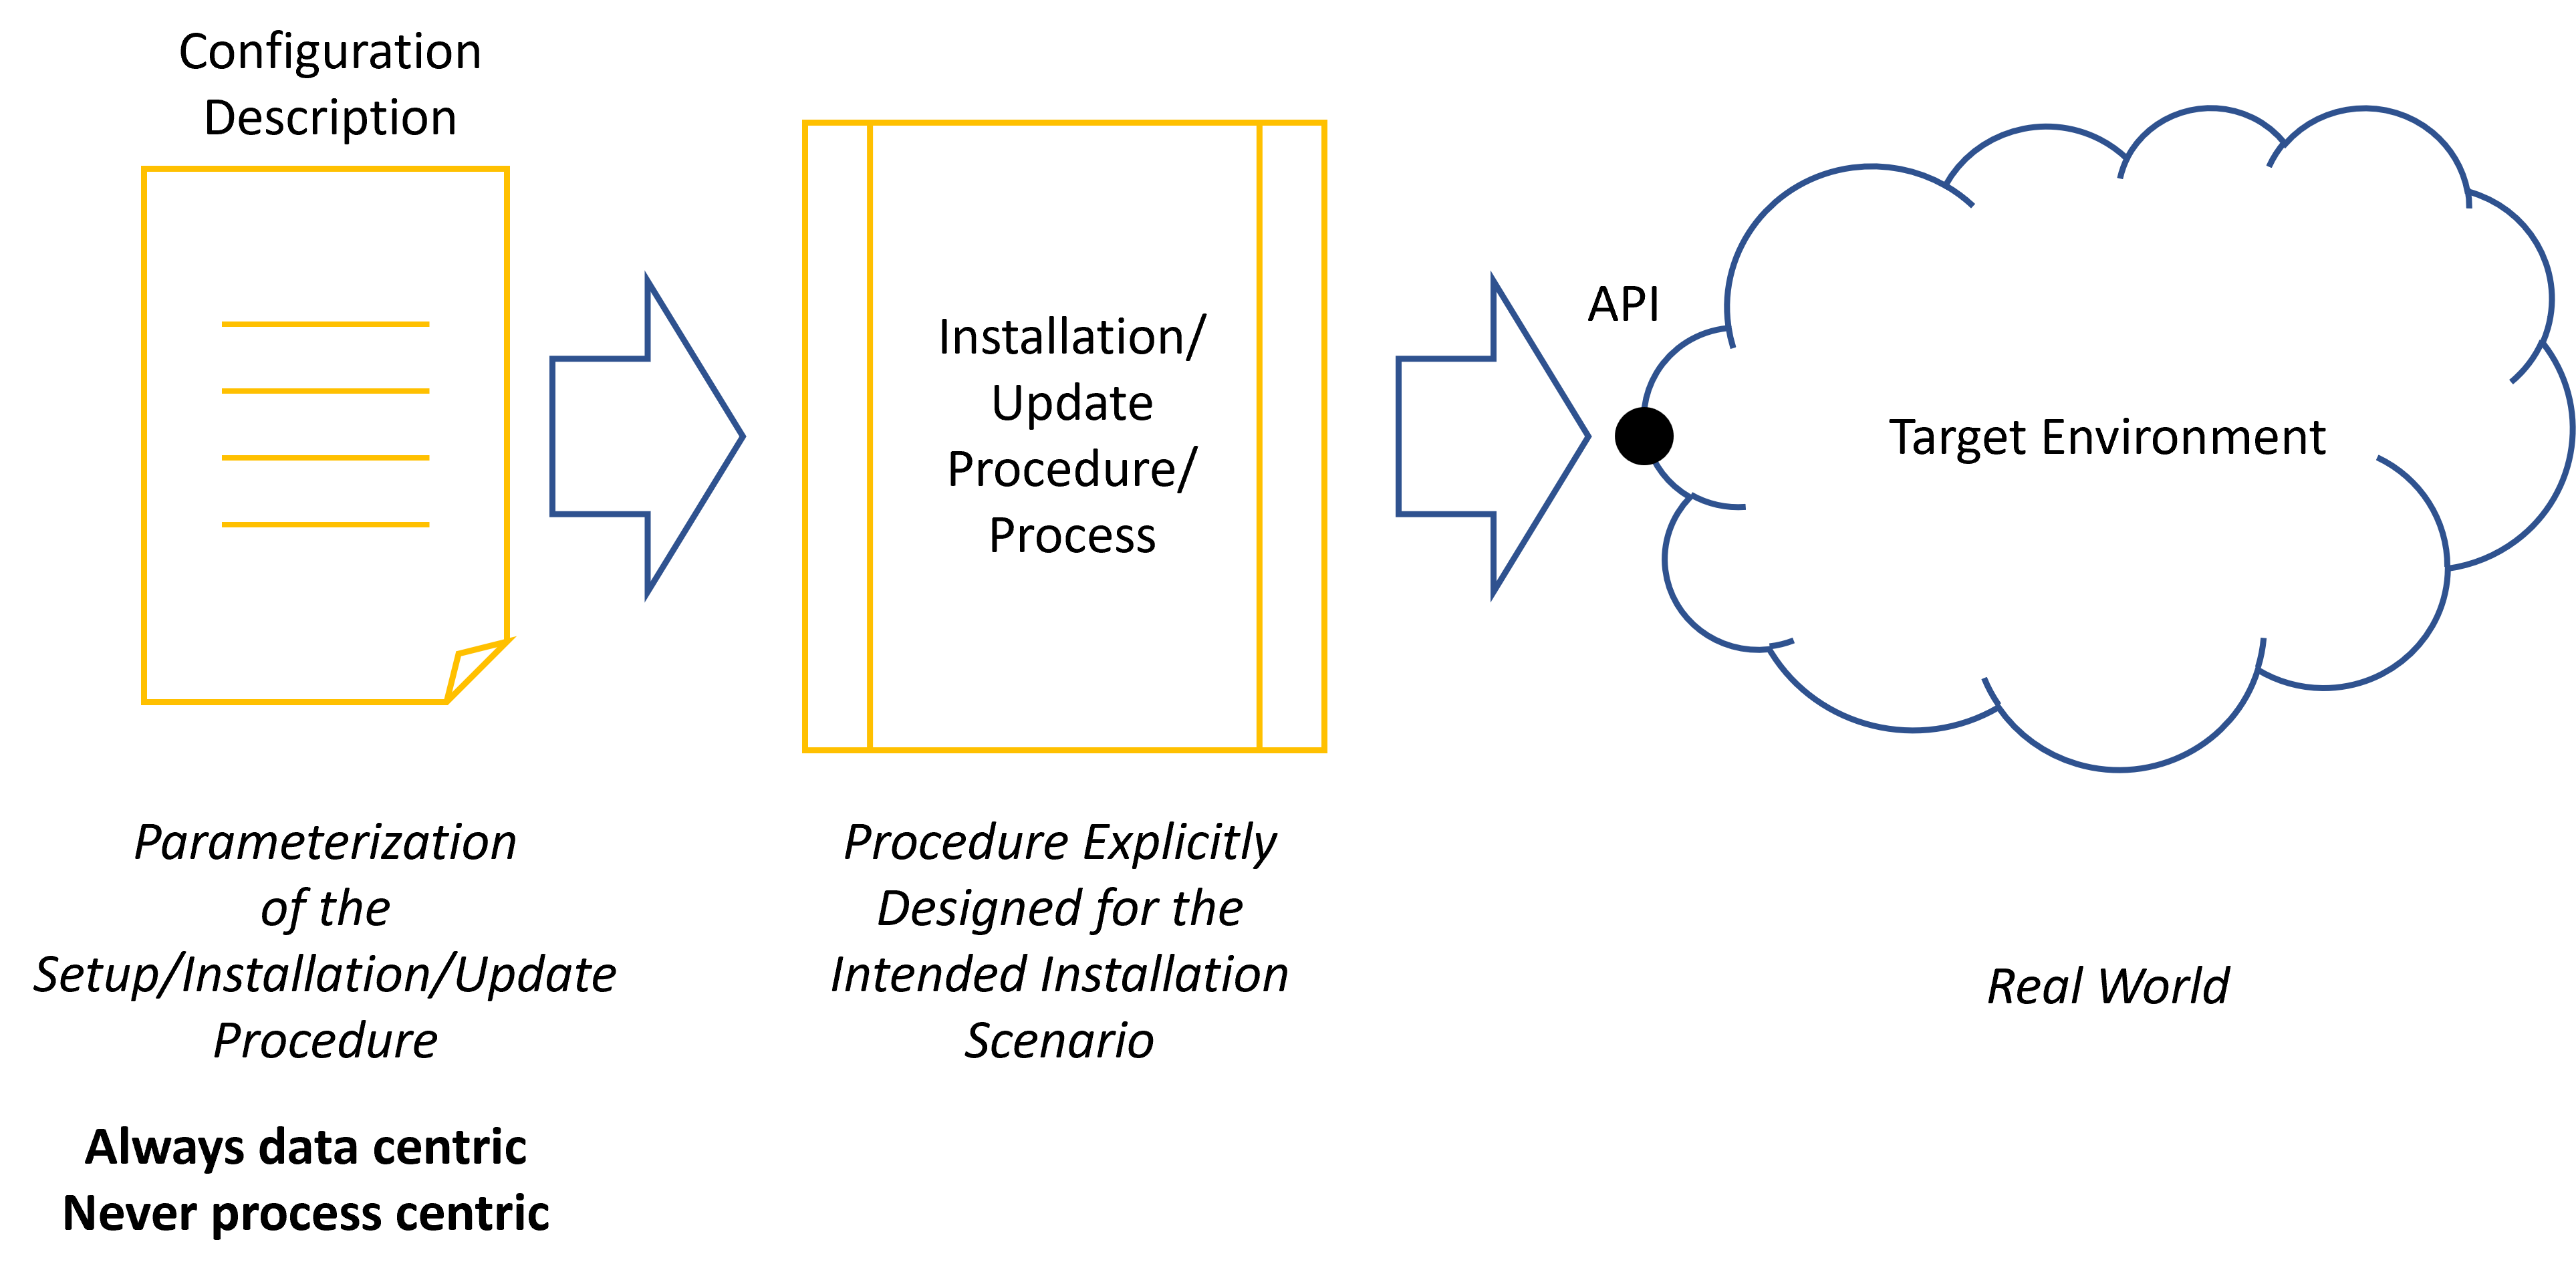 Configuration
Description
Installation/
Update
Procedure/
Process
API
Target Environment
Parameterization
of the
Setup/Installation/Update
Procedure
Always data centric
Never process centric
Procedure Explicitly
Designed for the
Intended Installation
Scenario
Real World